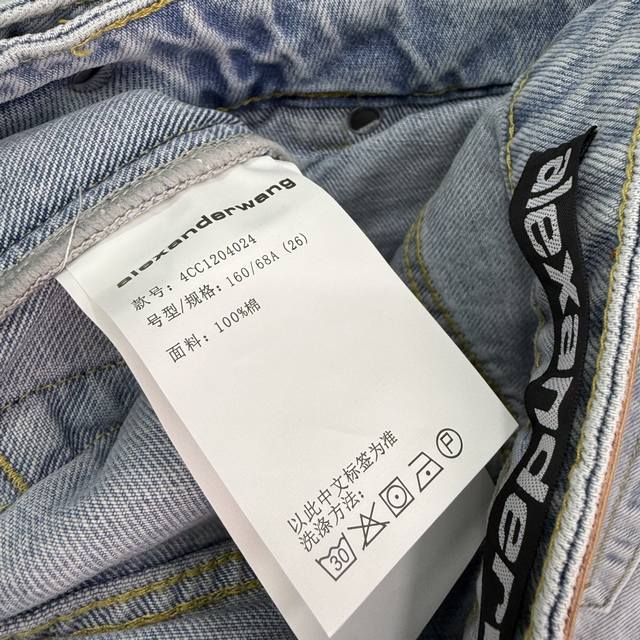 alexanderwang
款号: 4CC1204024
号型/规格: 160/68A (26)
面料: 100%棉
以此中文标签为准
洗涤方法:
30
P
alexander